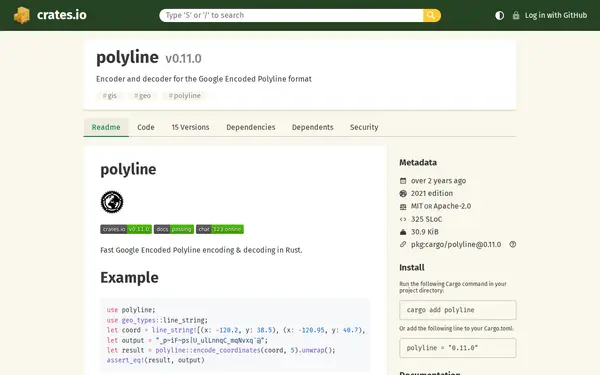 crates.io
Type 'S' or '/' to search
Log in with GitHub
polyline v0.11.0
Encoder and decoder for the Google Encoded Polyline format
#gis #geo #polyline
Readme Code 15 Versions Dependencies Dependents Security
polyline
crates.io v0.11.0 docs passing chat 123 online
Fast Google Encoded Polyline encoding & decoding in Rust.
Example
use polyline;
use geo_types::line_string;
let coord = line_string![(x: -120.2, y: 38.5), (x: -120.95, y: 40.7),
let output = "_p~iF~ps|U_ulLnnqC_mqNvxq`@";
let result = polyline::encode_coordinates(coord, 5).unwrap();
assert_eq!(result, output)
Metadata
over 2 years ago
2021 edition
MIT OR Apache-2.0
325 SLoC
30.9 KiB
pkg:cargo/polyline@0.11.0
Install
Run the following Cargo command in your
project directory:
cargo add polyline
Or add the following line to your Cargo.toml:
polyline = "0.11.0"
Documentation